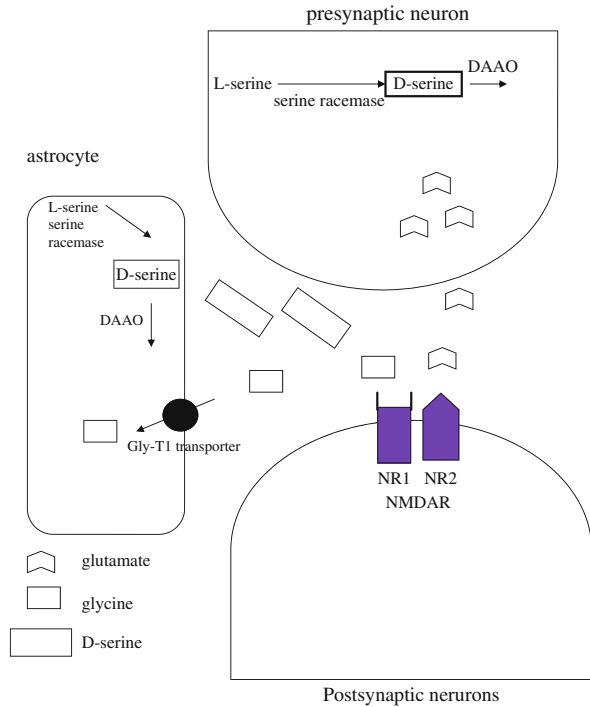 presynaptic neuron
L-serine
serine racemase
D-serine
DAAO
astrocyte
L-serine
serine
racemase
D-serine
DAAO
Gly-T1 transporter
NR1 NR2
NMDAR
glutamate
glycine
D-serine
Postsynaptic nerurons